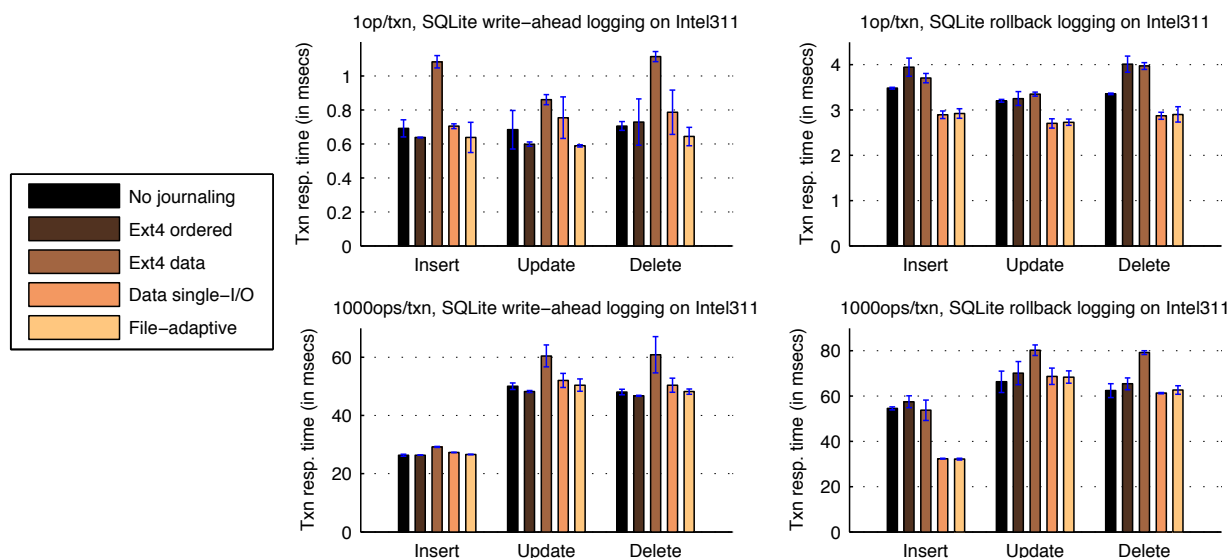 1op/txn, SQLite write−ahead logging on Intel311
Txn resp. time (in msecs)
1
0.8
0.6
0.4
0.2
0
Insert
Update
Delete
1op/txn, SQLite rollback logging on Intel311
Txn resp. time (in msecs)
4
3
2
1
0
Insert
Update
Delete
No journaling
Ext4 ordered
Ext4 data
Data single−I/O
File−adaptive
1000ops/txn, SQLite write−ahead logging on Intel311
Txn resp. time (in msecs)
60
40
20
0
Insert
Update
Delete
1000ops/txn, SQLite rollback logging on Intel311
Txn resp. time (in msecs)
80
60
40
20
0
Insert
Update
Delete